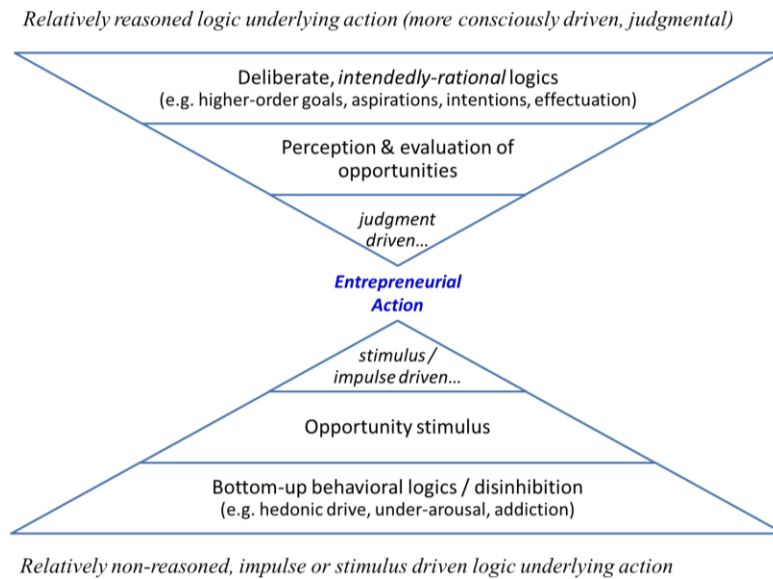 Relatively reasoned logic underlying action (more consciously driven, judgmental)
Deliberate, intendedly-rational logics
(e.g. higher-order goals, aspirations, intentions, effectuation)
Perception & evaluation of
opportunities
judgment
driven...
Entrepreneurial
Action
stimulus /
impulse driven...
Opportunity stimulus
Bottom-up behavioral logics / disinhibition
(e.g. hedonic drive, under-arousal, addiction)
Relatively non-reasoned, impulse or stimulus driven logic underlying action